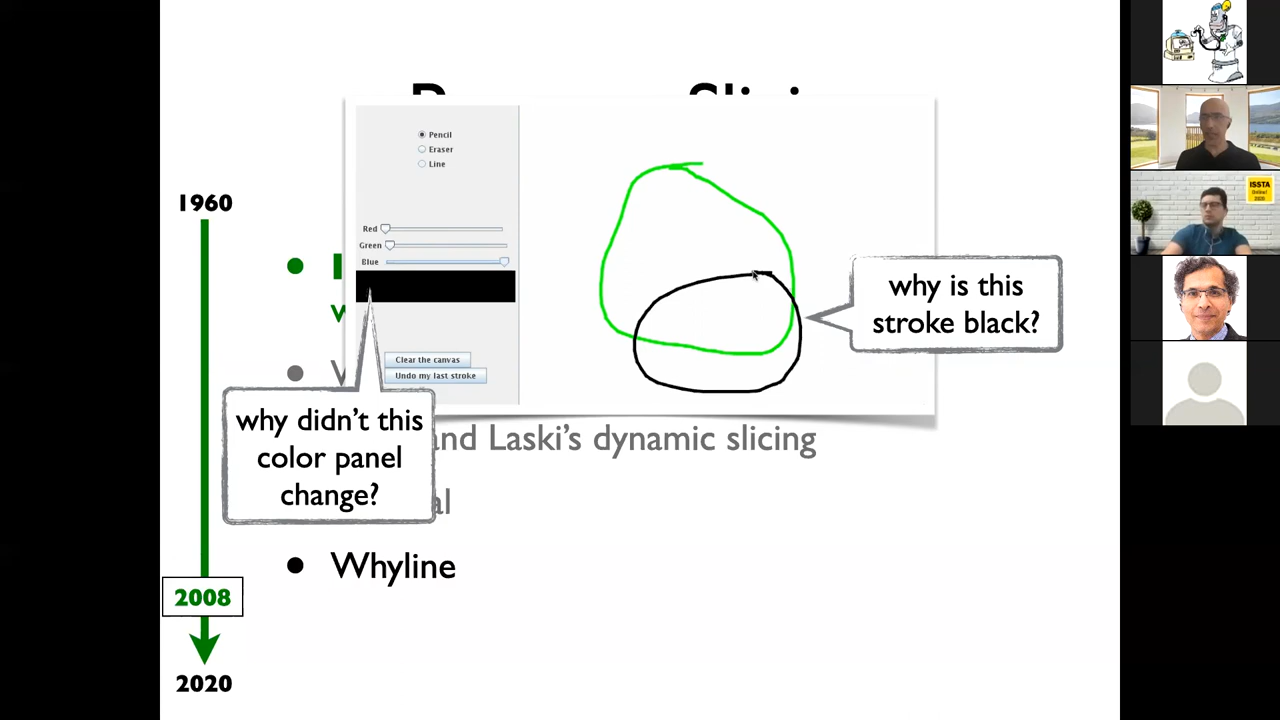 Pencil
Eraser
Line
1960
Red
Green
Blue
why is this
stroke black?
Clear the canvas
Undo my last stroke
why didn't this
color panel
change?
and Laski's dynamic slicing
al
Whyline
2008
2020
ISSTA